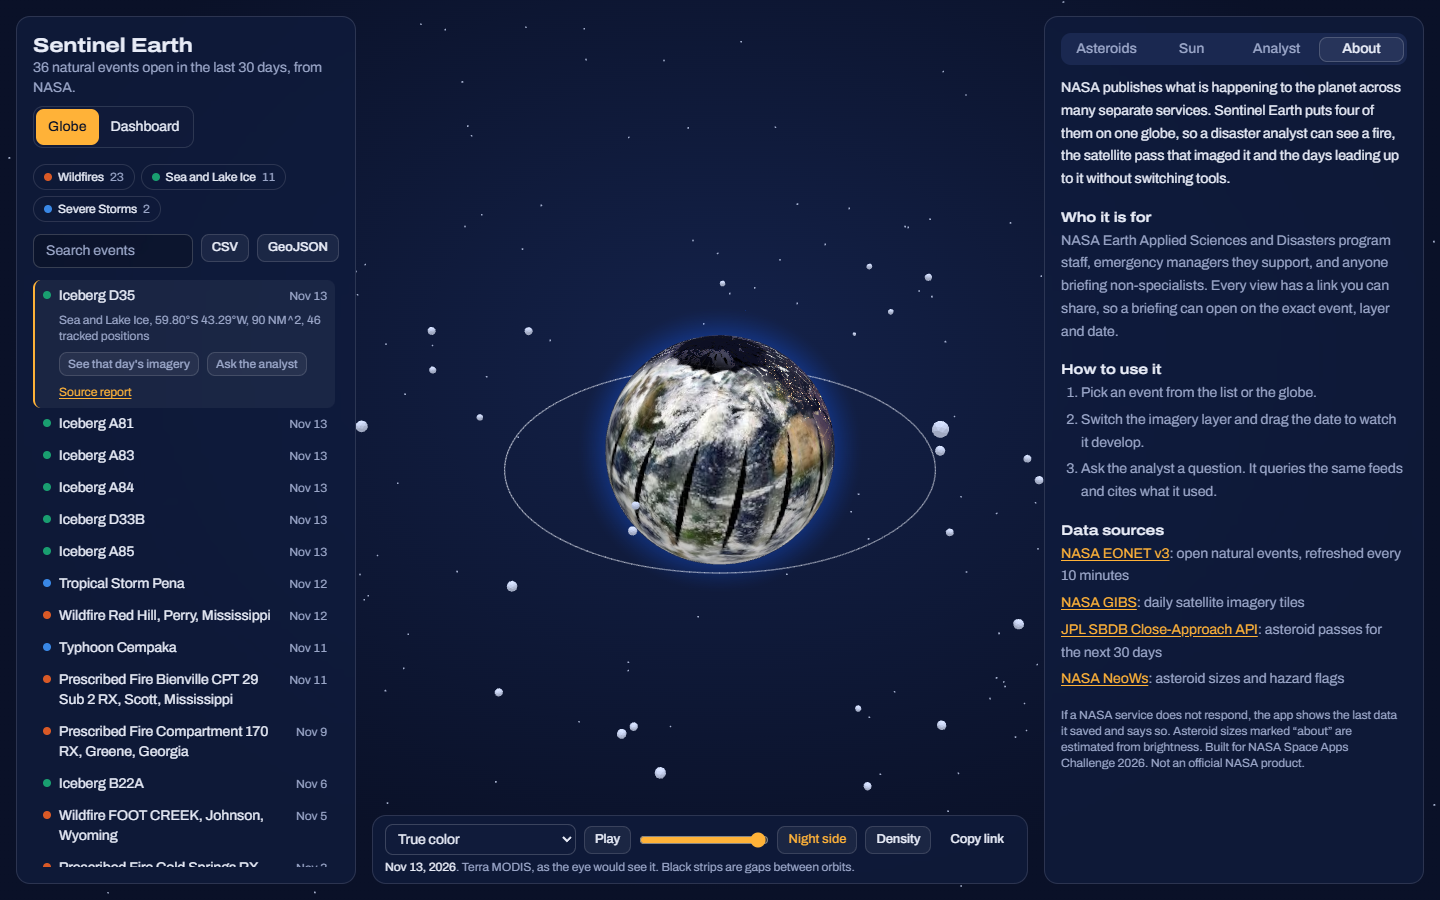 Sentinel Earth
36 natural events open in the last 30 days, from
NASA.
Globe
Dashboard
Wildfires 23
Sea and Lake Ice 11
Severe Storms 2
Search events
CSV
GeoJSON
Iceberg D35
Nov 13
Sea and Lake Ice, 59.80°S 43.29°W, 90 NM^2, 46
tracked positions
See that day's imagery
Ask the analyst
Source report
Iceberg A81
Nov 13
Iceberg A83
Nov 13
Iceberg A84
Nov 13
Iceberg D33B
Nov 13
Iceberg A85
Nov 13
Tropical Storm Pena
Nov 12
Wildfire Red Hill, Perry, Mississippi
Nov 12
Typhoon Cempaka
Nov 11
Prescribed Fire Bienville CPT 29
Nov 11
Sub 2 RX, Scott, Mississippi
Prescribed Fire Compartment 170
Nov 9
RX, Greene, Georgia
Iceberg B22A
Nov 6
Wildfire FOOT CREEK, Johnson,
Nov 5
Wyoming
Prescribed Fire Cold Springs RX
True color
Play
Night side
Density
Copy link
Nov 13, 2026. Terra MODIS, as the eye would see it. Black strips are gaps between orbits.
Asteroids
Sun
Analyst
About
NASA publishes what is happening to the planet across
many separate services. Sentinel Earth puts four of
them on one globe, so a disaster analyst can see a fire,
the satellite pass that imaged it and the days leading up
to it without switching tools.
Who it is for
NASA Earth Applied Sciences and Disasters program
staff, emergency managers they support, and anyone
briefing non-specialists. Every view has a link you can
share, so a briefing can open on the exact event, layer
and date.
How to use it
1. Pick an event from the list or the globe.
2. Switch the imagery layer and drag the date to watch
it develop.
3. Ask the analyst a question. It queries the same feeds
and cites what it used.
Data sources
NASA EONET v3: open natural events, refreshed every
10 minutes
NASA GIBS: daily satellite imagery tiles
JPL SBDB Close-Approach API: asteroid passes for
the next 30 days
NASA NeoWs: asteroid sizes and hazard flags
If a NASA service does not respond, the app shows the last data
it saved and says so. Asteroid sizes marked “about” are
estimated from brightness. Built for NASA Space Apps
Challenge 2026. Not an official NASA product.